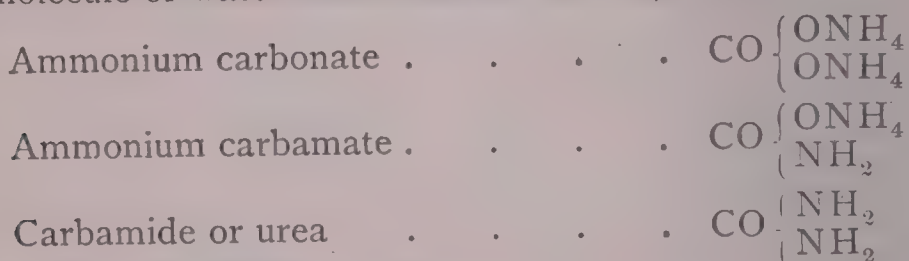 Ammonium carbonate . . . . CO { ONH₄
ONH₄
Ammonium carbamate . . . . CO { ONH₄
NH₂
Carbamide or urea . . . . CO { NH₂
NH₂